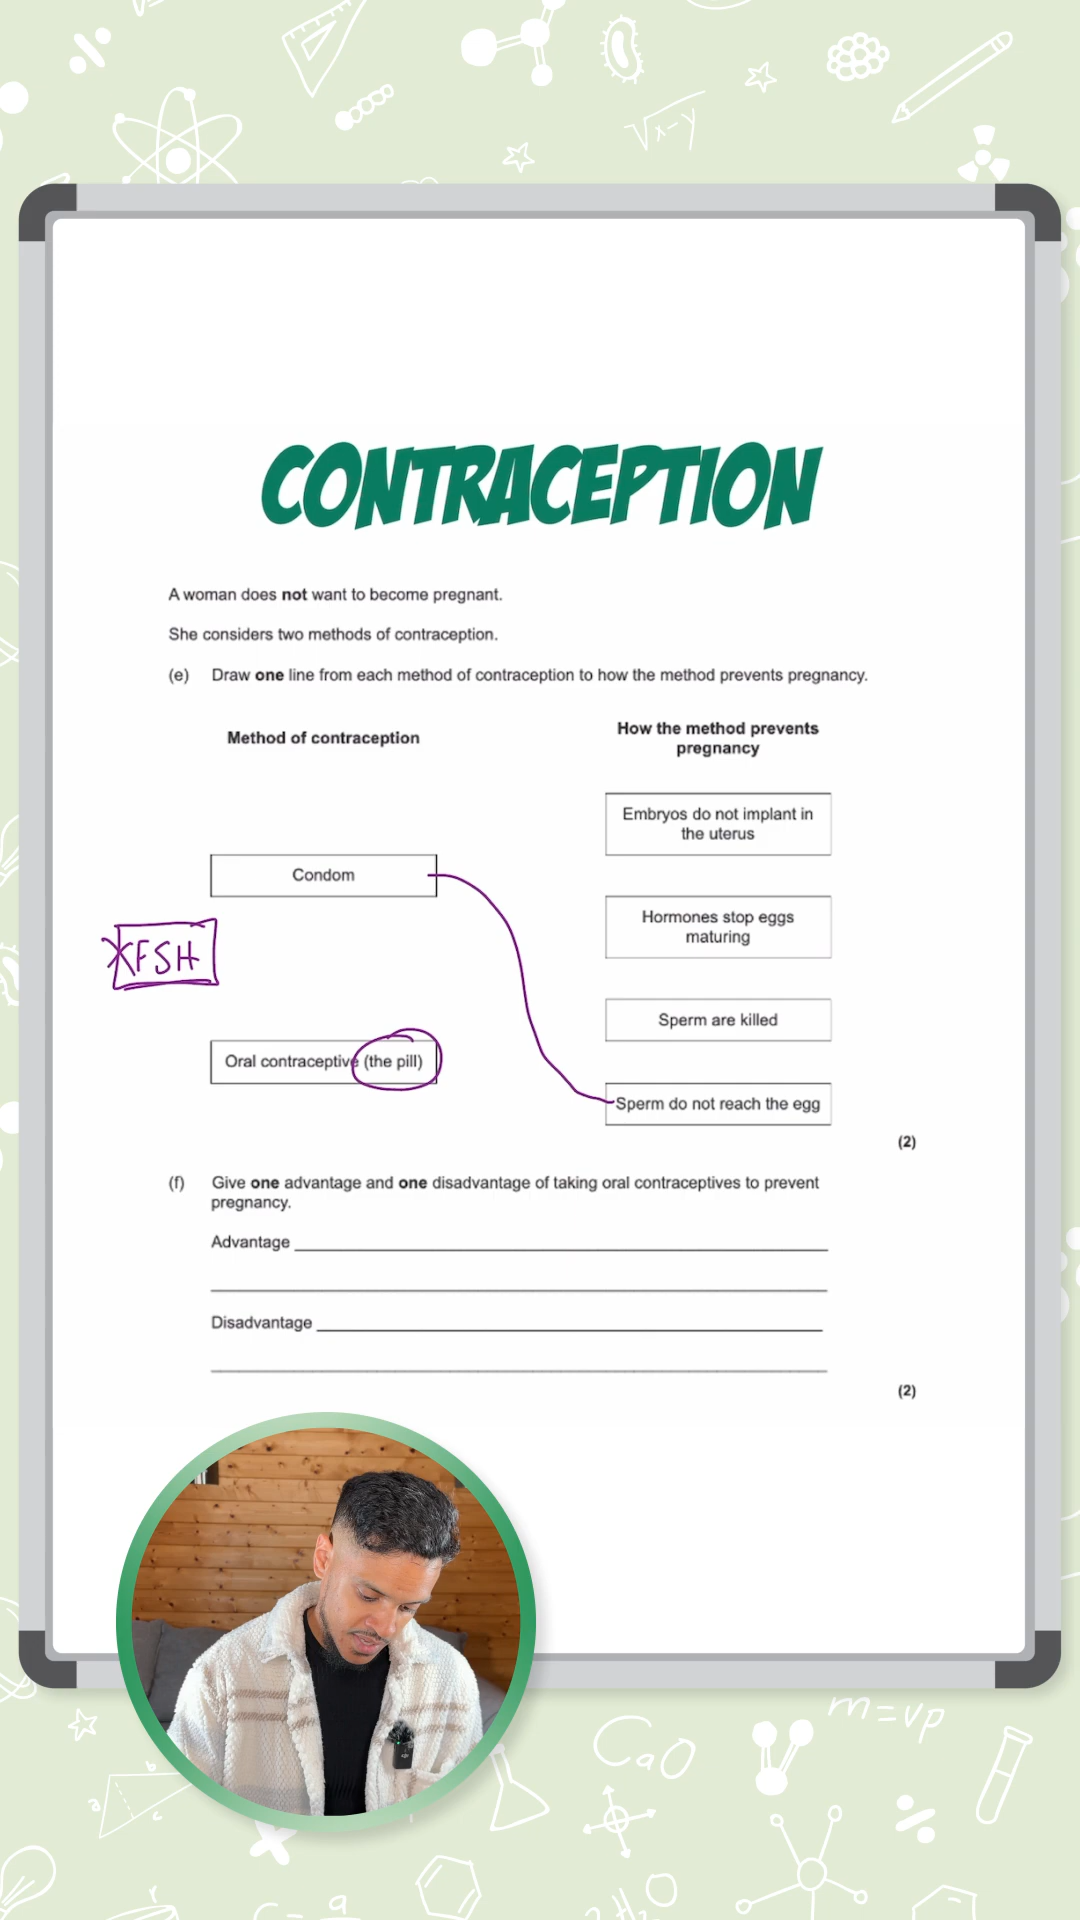 √x-y
CONTRACEPTION
A woman does not want to become pregnant.
She considers two methods of contraception.
(e) Draw one line from each method of contraception to how the method prevents pregnancy.
Method of contraception
How the method prevents
pregnancy
Embryos do not implant in
the uterus
Condom
Hormones stop eggs
maturing
XFSH
Sperm are killed
Oral contraceptive (the pill)
Sperm do not reach the egg
(2)
(f) Give one advantage and one disadvantage of taking oral contraceptives to prevent
pregnancy.
Advantage
Disadvantage
(2)
m=vp
CaO
a
b
c